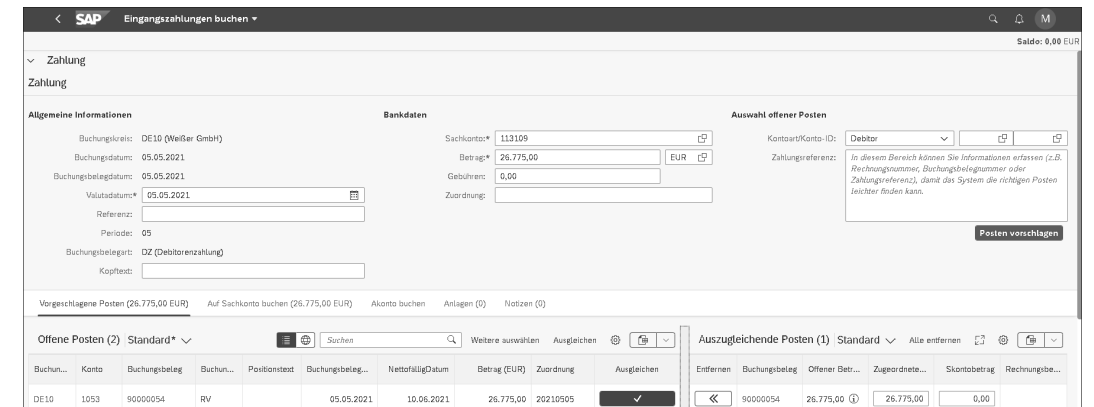 SAP Eingangszahlungen buchen M
Saldo: 0,00 EUR
Zahlung
Zahlung
Allgemeine Informationen
Buchungskreis: DE10 (Weißer GmbH)
Buchungsdatum: 05.05.2021
Buchungsbelegdatum: 05.05.2021
Valutadatum:* 05.05.2021
Referenz:
Periode: 05
Buchungsbelegart: DZ (Debitorenzahlung)
Kopftext:
Bankdaten
Sachkonto:* 113109
Betrag:* 26.775,00 EUR
Gebühren: 0,00
Zuordnung:
Auswahl offener Posten
Kontoart/Konto-ID: Debitor
Zahlungsreferenz: In diesem Bereich können Sie Informationen erfassen (z.B.
Rechnungsnummer, Buchungsbelegnummer oder
Zahlungsreferenz), damit das System die richtigen Posten
leichter finden kann.
Posten vorschlagen
Vorgeschlagene Posten (26.775,00 EUR) Auf Sachkonto buchen (26.775,00 EUR) Akonto buchen Anlagen (0) Notizen (0)
Offene Posten (2) Standard* Suchen Weitere auswählen Ausgleichen
Buchun... Konto Buchungsbeleg Buchun... Positionstext Buchungsbeleg... NettofälligDatum Betrag (EUR) Zuordnung Ausgleichen
DE10 1053 90000054 RV 05.05.2021 10.06.2021 26.775,00 20210505
Auszugleichende Posten (1) Standard Alle entfernen
Entfernen Buchungsbeleg Offener Betr... Zugeordnete... Skontobetrag Rechnungsbe...
90000054 26.775,00 26.775,00 0,00